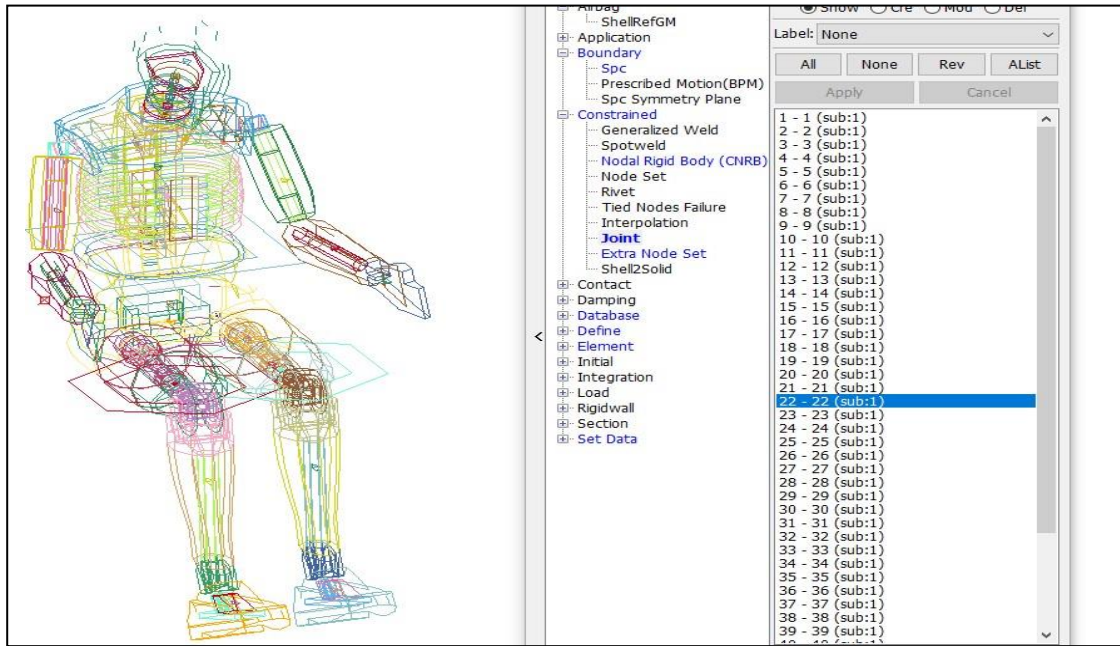 Airbag
ShellRefGM
Application
Boundary
Spc
Prescribed Motion(BPM)
Spc Symmetry Plane
Constrained
Generalized Weld
Spotweld
Nodal Rigid Body (CNRB)
Node Set
Rivet
Tied Nodes Failure
Interpolation
Joint
Extra Node Set
Shell2Solid
Contact
Damping
Database
Define
Element
Initial
Integration
Load
Rigidwall
Section
Set Data
<
Show Cre Mod Del
Label: None
All None Rev AList
Apply Cancel
1 - 1 (sub:1)
2 - 2 (sub:1)
3 - 3 (sub:1)
4 - 4 (sub:1)
5 - 5 (sub:1)
6 - 6 (sub:1)
7 - 7 (sub:1)
8 - 8 (sub:1)
9 - 9 (sub:1)
10 - 10 (sub:1)
11 - 11 (sub:1)
12 - 12 (sub:1)
13 - 13 (sub:1)
14 - 14 (sub:1)
15 - 15 (sub:1)
16 - 16 (sub:1)
17 - 17 (sub:1)
18 - 18 (sub:1)
19 - 19 (sub:1)
20 - 20 (sub:1)
21 - 21 (sub:1)
22 - 22 (sub:1)
23 - 23 (sub:1)
24 - 24 (sub:1)
25 - 25 (sub:1)
26 - 26 (sub:1)
27 - 27 (sub:1)
28 - 28 (sub:1)
29 - 29 (sub:1)
30 - 30 (sub:1)
31 - 31 (sub:1)
32 - 32 (sub:1)
33 - 33 (sub:1)
34 - 34 (sub:1)
35 - 35 (sub:1)
36 - 36 (sub:1)
37 - 37 (sub:1)
38 - 38 (sub:1)
39 - 39 (sub:1)